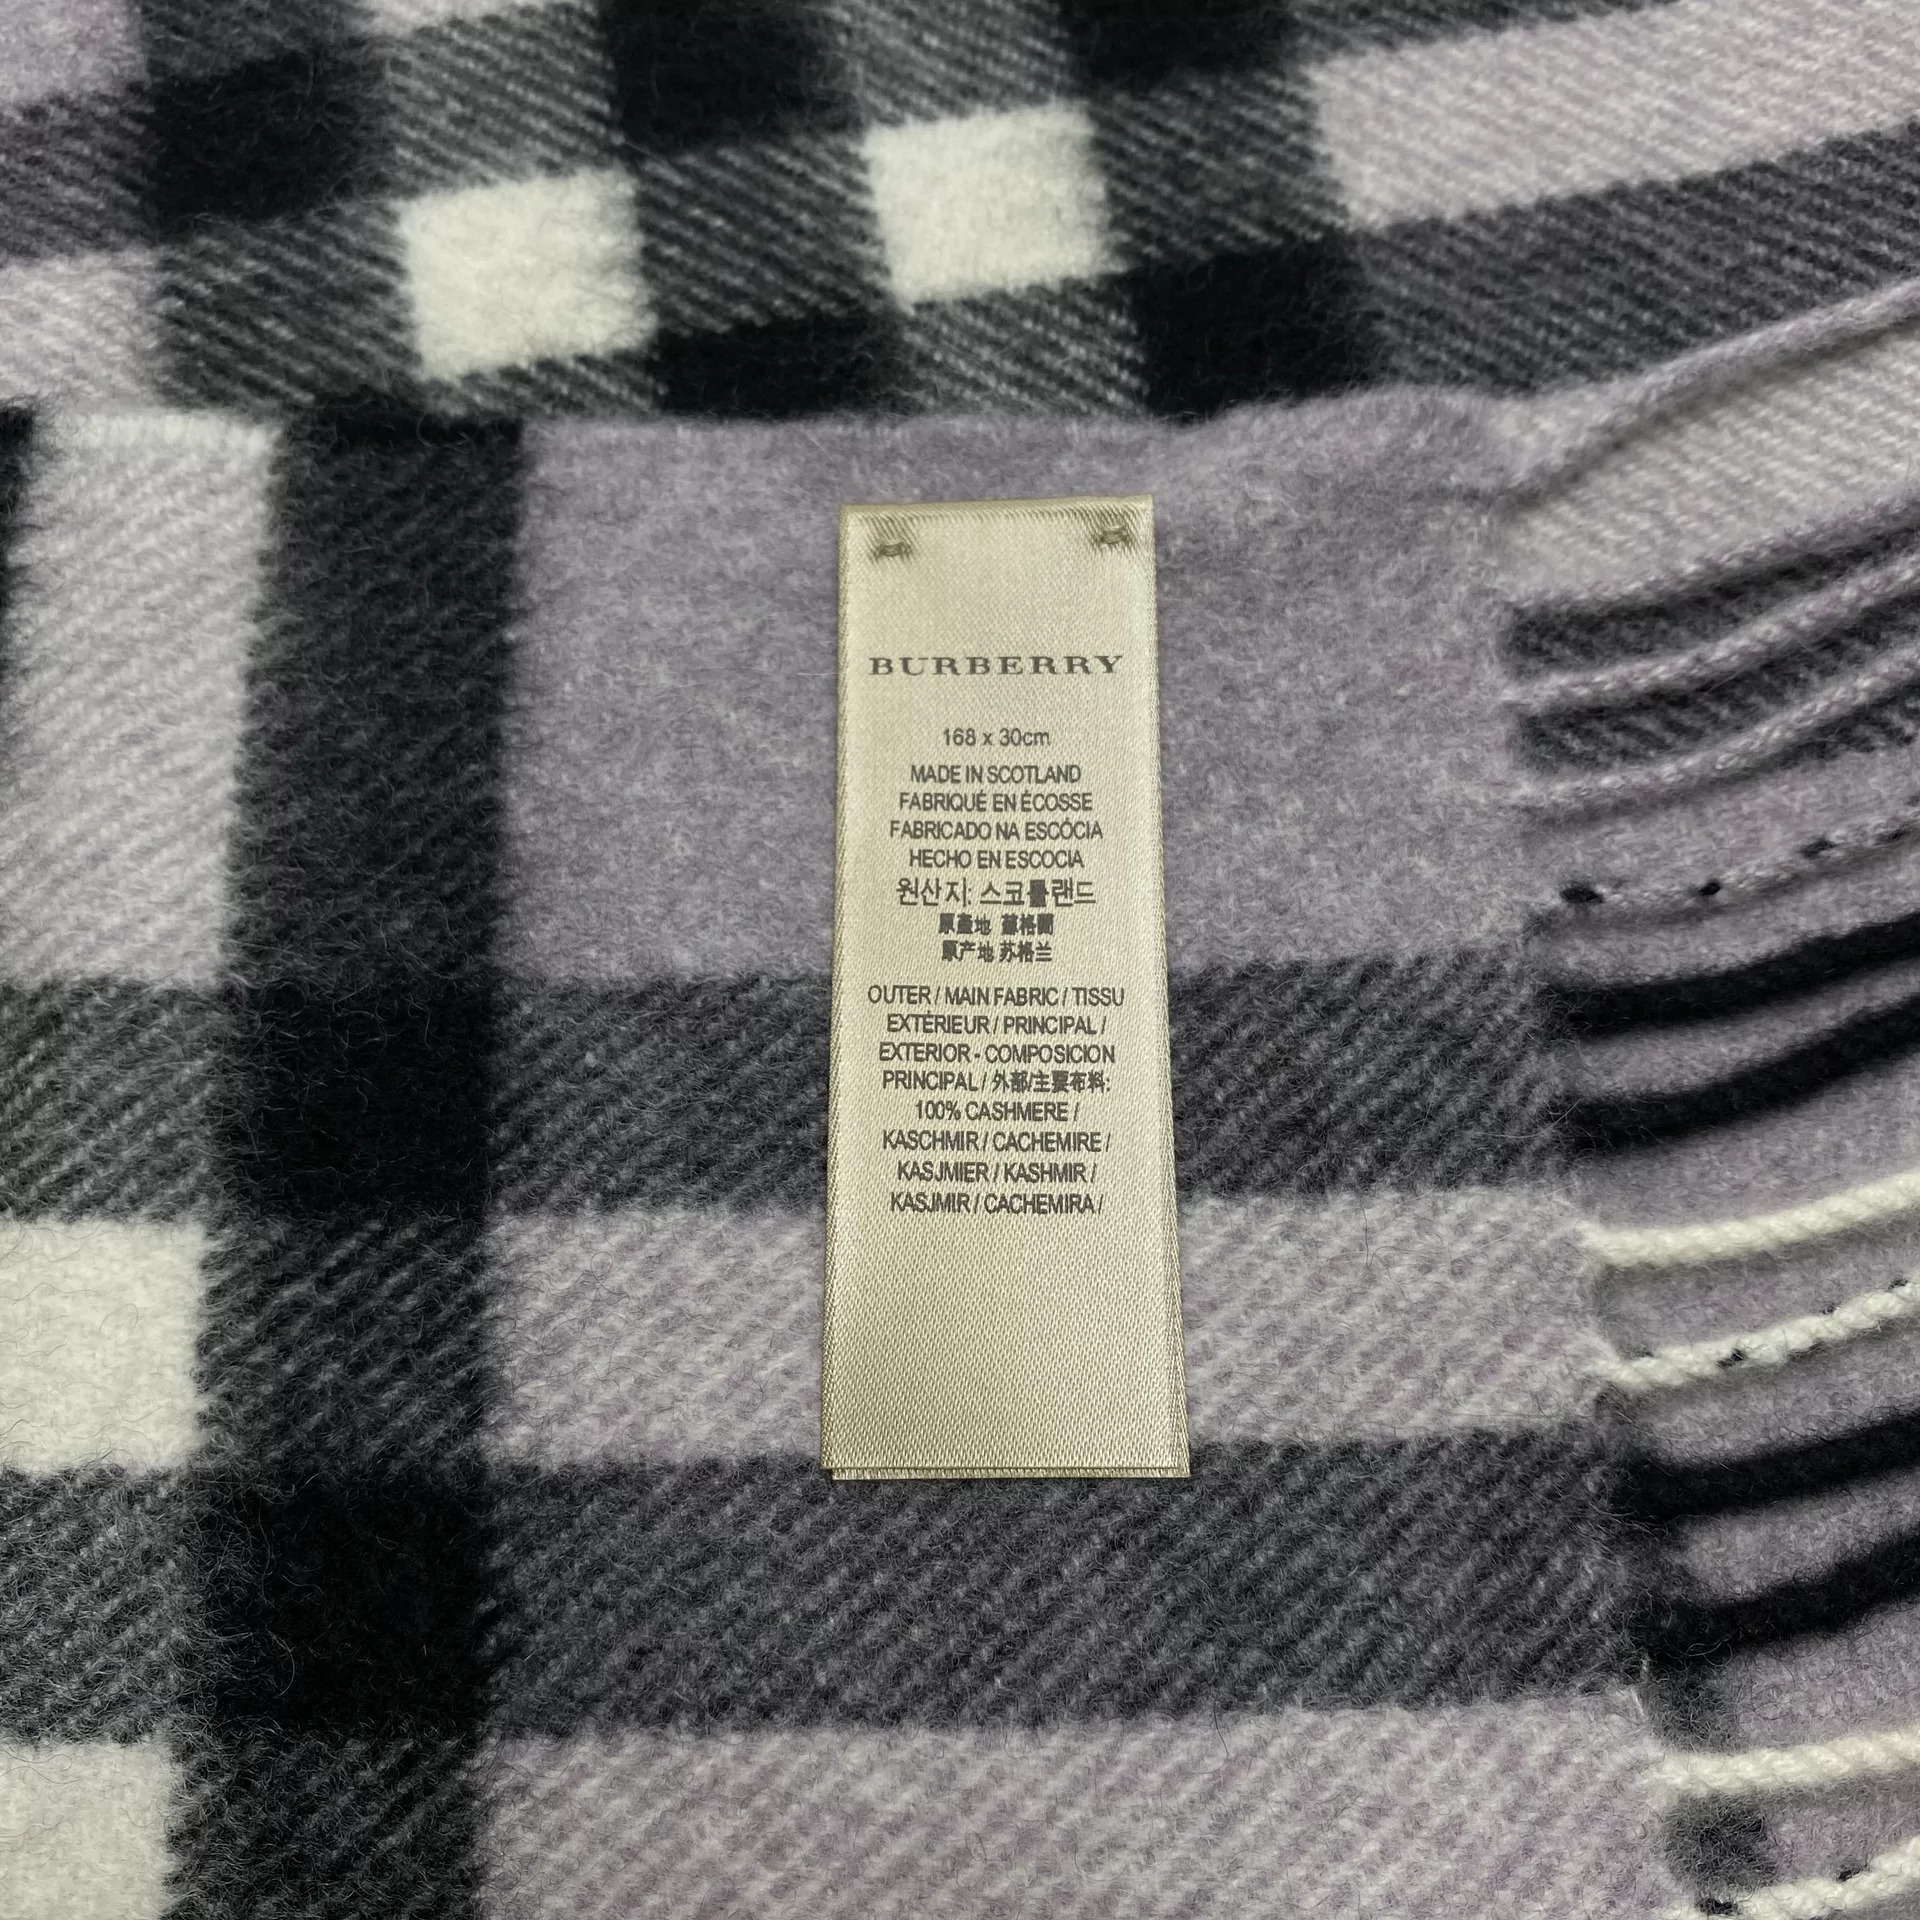 BURBERRY
168 x 30cm
MADE IN SCOTLAND
FABRIQUÉ EN ÉCOSSE
FABRICADO NA ESCÓCIA
HECHO EN ESCOCIA
원산지: 스코틀랜드
原產地 蘇格蘭
原产地 苏格兰
OUTER / MAIN FABRIC / TISSU
EXTÉRIEUR / PRINCIPAL /
EXTERIOR - COMPOSICION
PRINCIPAL / 外部/主要布料:
100% CASHMERE /
KASCHMIR / CACHEMIRE /
KASJMIER / KASHMIR /
KASJMIR / CACHEMIRA /